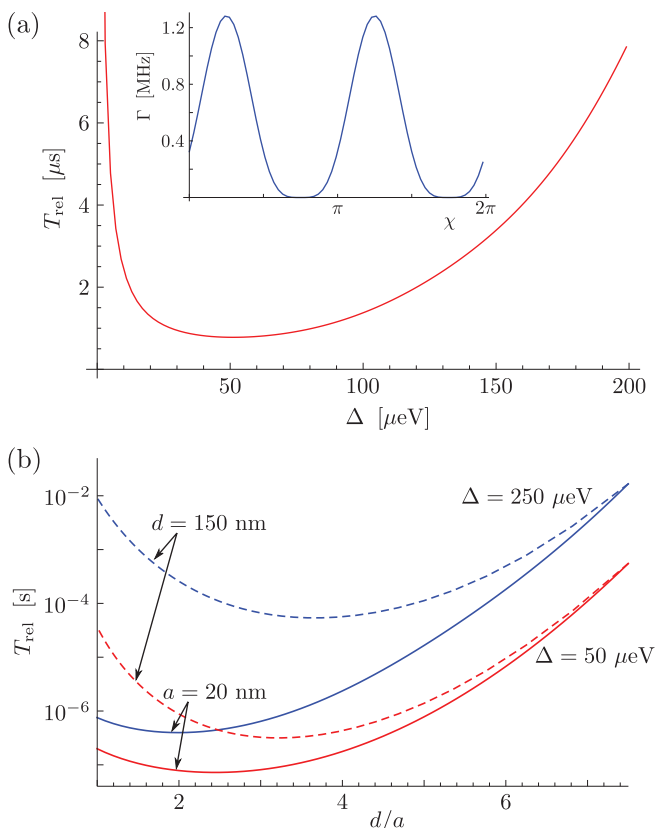 (a)
T_rel [μs]
8
6
4
2
50
100
150
200
Δ [μeV]
Γ [MHz]
1.2
0.8
0.4
π
2π
χ
(b)
T_rel [s]
10^-2
10^-4
10^-6
Δ = 250 μeV
d = 150 nm
Δ = 50 μeV
a = 20 nm
2
4
6
d/a